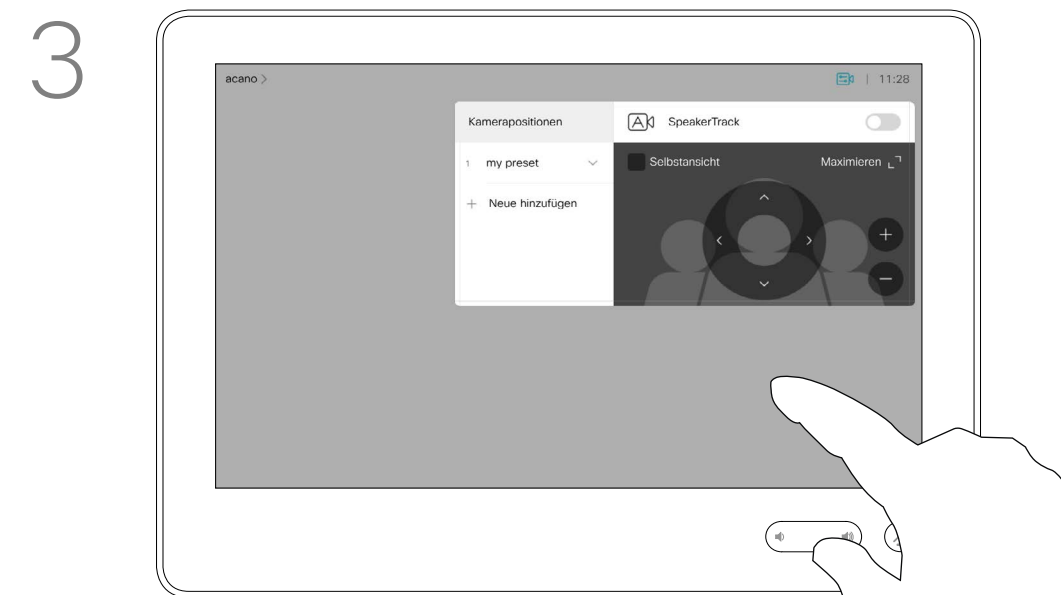 3
acano
11:28
Kamerapositionen
SpeakerTrack
1 my preset
Selbstansicht
Maximieren
+ Neue hinzufügen